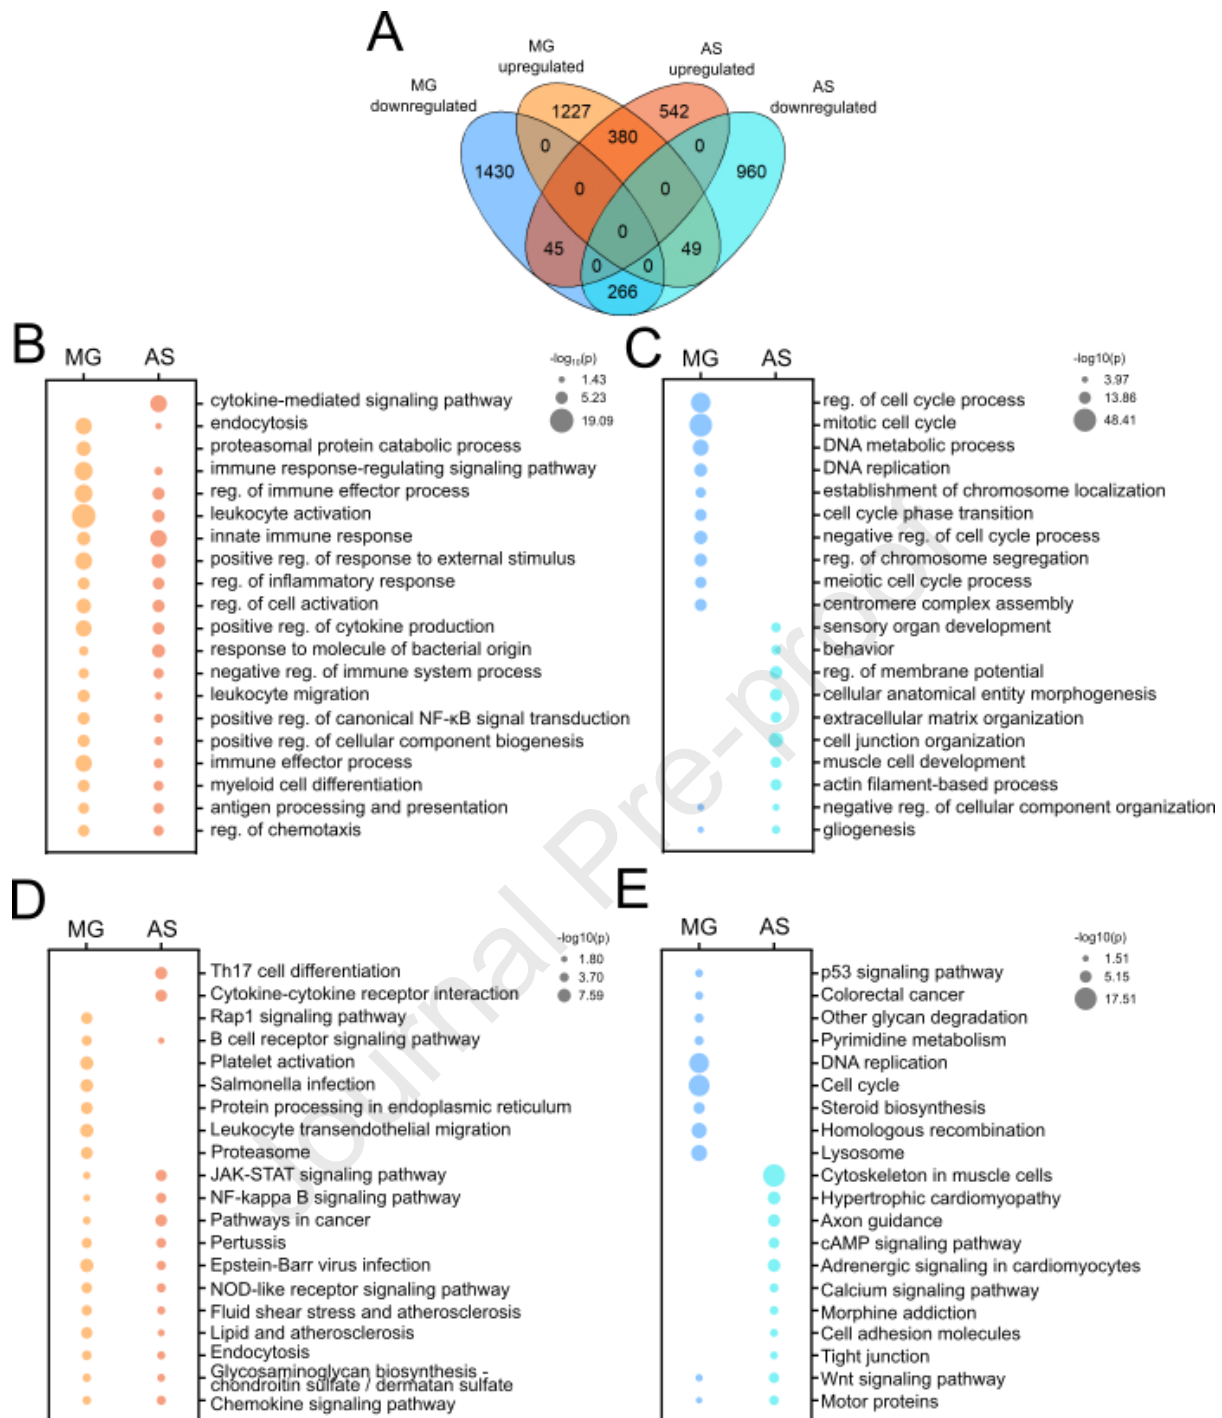 A
MG
upregulated
AS
upregulated
MG
downregulated
AS
downregulated
1227
542
0
380
0
1430
960
0
0
0
45
49
0
0
266
B
MG
AS
-log₁₀(p)
1.43
5.23
19.09
cytokine-mediated signaling pathway
endocytosis
proteasomal protein catabolic process
immune response-regulating signaling pathway
reg. of immune effector process
leukocyte activation
innate immune response
positive reg. of response to external stimulus
reg. of inflammatory response
reg. of cell activation
positive reg. of cytokine production
response to molecule of bacterial origin
negative reg. of immune system process
leukocyte migration
positive reg. of canonical NF-κB signal transduction
positive reg. of cellular component biogenesis
immune effector process
myeloid cell differentiation
antigen processing and presentation
reg. of chemotaxis
C
MG
AS
-log10(p)
3.97
13.86
48.41
reg. of cell cycle process
mitotic cell cycle
DNA metabolic process
DNA replication
establishment of chromosome localization
cell cycle phase transition
negative reg. of cell cycle process
reg. of chromosome segregation
meiotic cell cycle process
centromere complex assembly
sensory organ development
behavior
reg. of membrane potential
cellular anatomical entity morphogenesis
extracellular matrix organization
cell junction organization
muscle cell development
actin filament-based process
negative reg. of cellular component organization
gliogenesis
D
MG
AS
-log10(p)
1.80
3.70
7.59
Th17 cell differentiation
Cytokine-cytokine receptor interaction
Rap1 signaling pathway
B cell receptor signaling pathway
Platelet activation
Salmonella infection
Protein processing in endoplasmic reticulum
Leukocyte transendothelial migration
Proteasome
JAK-STAT signaling pathway
NF-kappa B signaling pathway
Pathways in cancer
Pertussis
Epstein-Barr virus infection
NOD-like receptor signaling pathway
Fluid shear stress and atherosclerosis
Lipid and atherosclerosis
Endocytosis
Glycosaminoglycan biosynthesis -
chondroitin sulfate / dermatan sulfate
Chemokine signaling pathway
E
MG
AS
-log10(p)
1.51
5.15
17.51
p53 signaling pathway
Colorectal cancer
Other glycan degradation
Pyrimidine metabolism
DNA replication
Cell cycle
Steroid biosynthesis
Homologous recombination
Lysosome
Cytoskeleton in muscle cells
Hypertrophic cardiomyopathy
Axon guidance
cAMP signaling pathway
Adrenergic signaling in cardiomyocytes
Calcium signaling pathway
Morphine addiction
Cell adhesion molecules
Tight junction
Wnt signaling pathway
Motor proteins
Journal Pre-proof